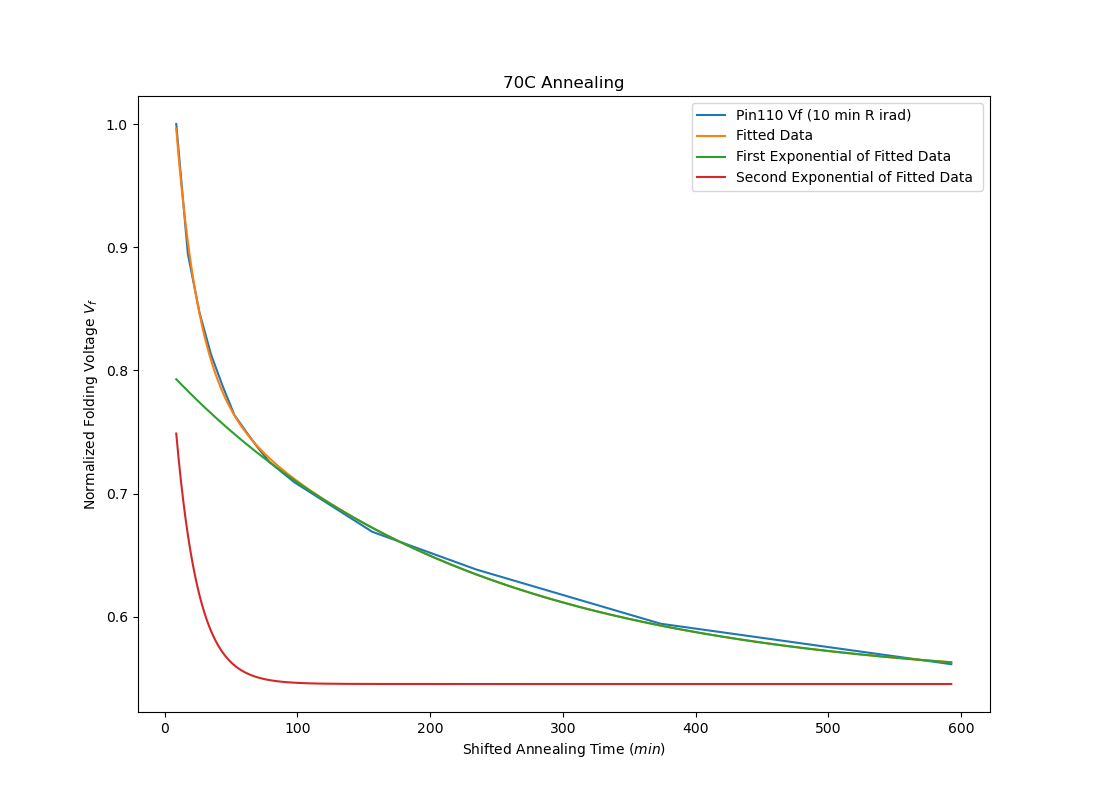 70C Annealing
Pin110 Vf (10 min R irad)
Fitted Data
First Exponential of Fitted Data
Second Exponential of Fitted Data
Normalized Folding Voltage V_f
1.0
0.9
0.8
0.7
0.6
0 100 200 300 400 500 600
Shifted Annealing Time (min)